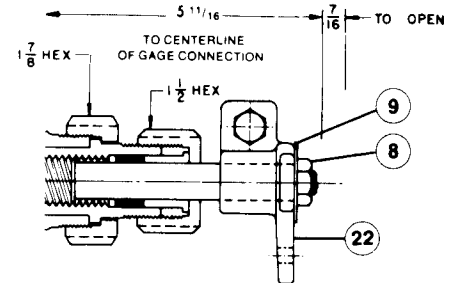 5 11/16
7/16
TO OPEN
TO CENTERLINE
OF GAGE CONNECTION
1 7/8 HEX
1 1/2 HEX
9
8
22